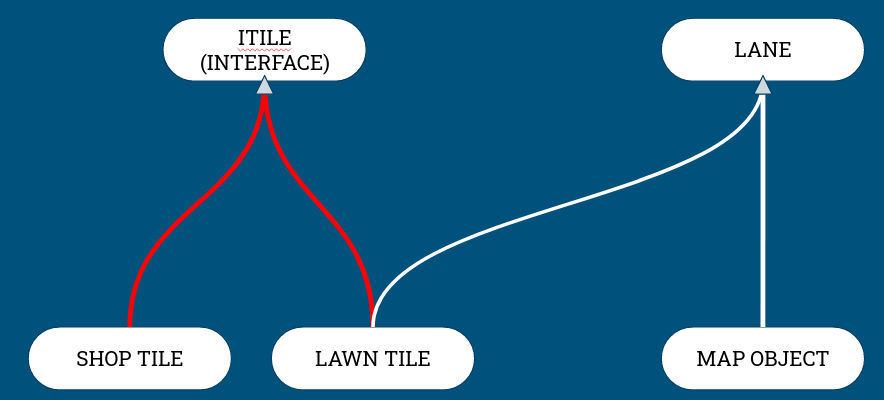 ITILE
(INTERFACE)
LANE
SHOP TILE
LAWN TILE
MAP OBJECT